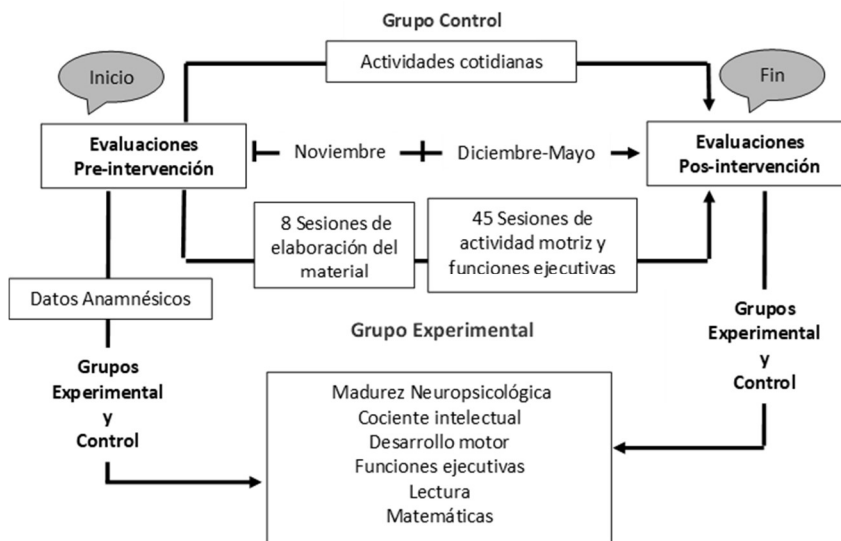 Grupo Control
Inicio
Actividades cotidianas
Fin
Evaluaciones
Pre-intervención
Noviembre
Diciembre-Mayo
Evaluaciones
Pos-intervención
8 Sesiones de
elaboración del
material
45 Sesiones de
actividad motriz y
funciones ejecutivas
Datos Anamnésicos
Grupo Experimental
Grupos
Experimental
y
Control
Grupos
Experimental
y
Control
Madurez Neuropsicológica
Cociente intelectual
Desarrollo motor
Funciones ejecutivas
Lectura
Matemáticas